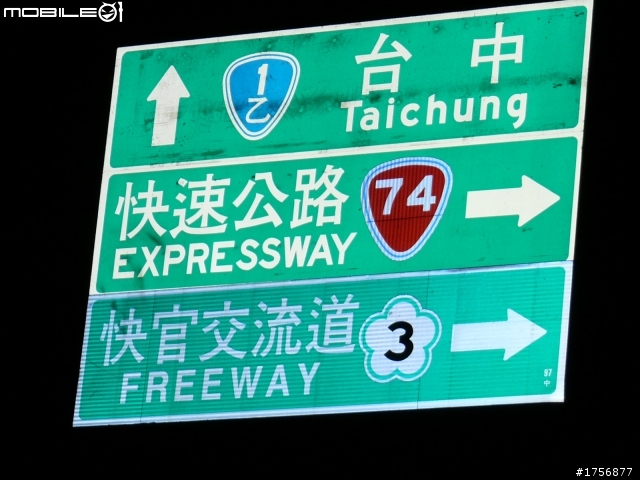 MOBILE01
1乙 台中
Taichung
快速公路 74
EXPRESSWAY
快官交流道 3
FREEWAY
97
中
#1756877